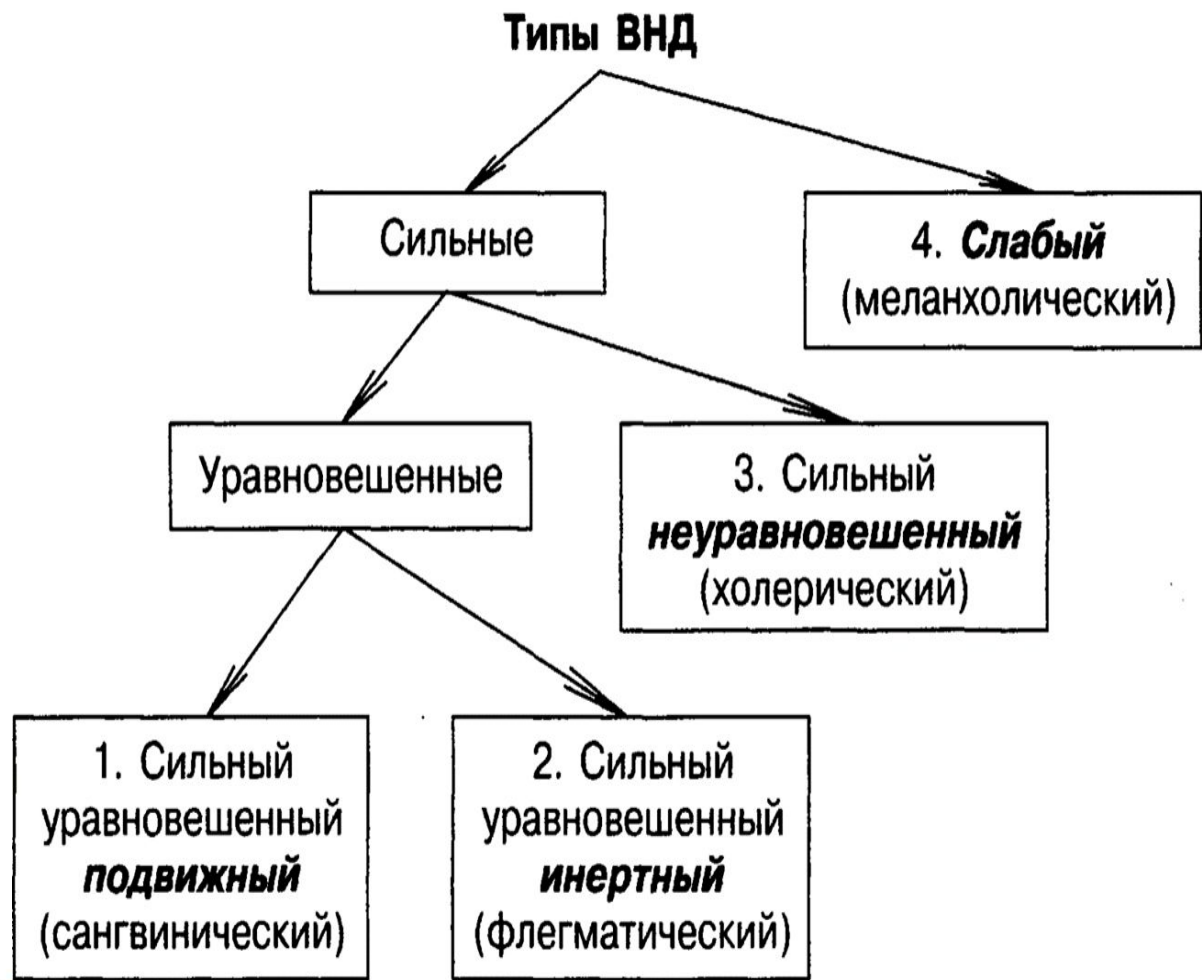 Типы ВНД
Сильные
4. Слабый
(меланхолический)
Уравновешенные
3. Сильный
неуравновешенный
(холерический)
1. Сильный
уравновешенный
подвижный
(сангвинический)
2. Сильный
уравновешенный
инертный
(флегматический)